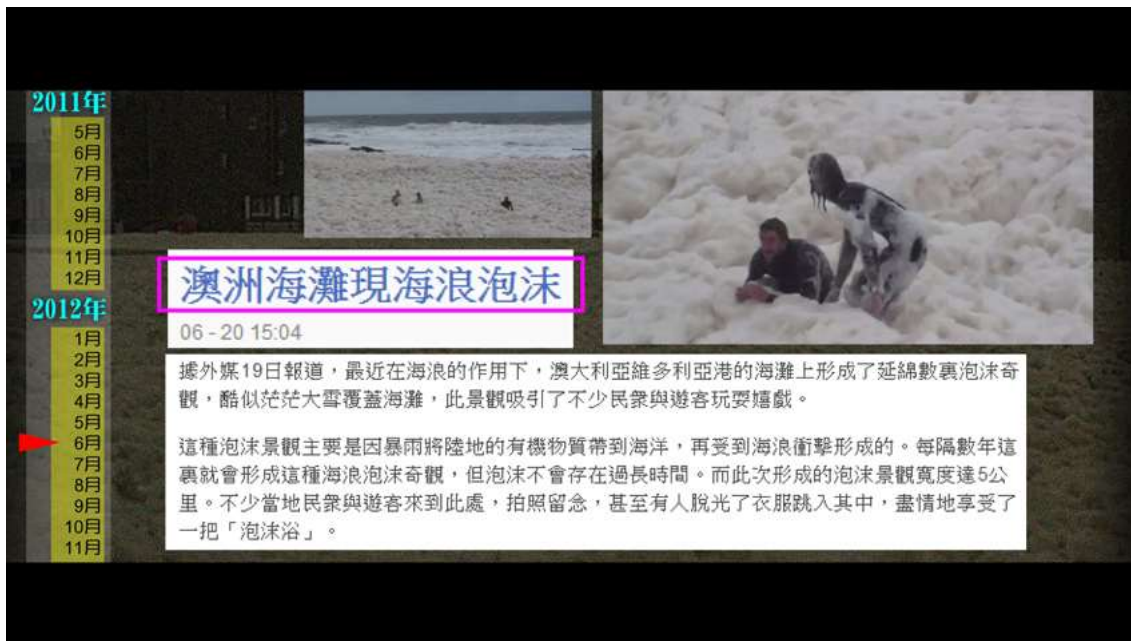 2011年
5月
6月
7月
8月
9月
10月
11月
12月
2012年
1月
2月
3月
4月
5月
6月
7月
8月
9月
10月
11月
澳洲海灘現海浪泡沫
06 - 20 15:04
據外媒19日報道，最近在海浪的作用下，澳大利亞維多利亞港的海灘上形成了延綿數裏泡沫奇
觀，酷似茫茫大雪覆蓋海灘，此景觀吸引了不少民衆與遊客玩耍嬉戲。
這種泡沫景觀主要是因暴雨將陸地的有機物質帶到海洋，再受到海浪衝擊形成的。每隔數年這
裏就會形成這種海浪泡沫奇觀，但泡沫不會存在過長時間。而此次形成的泡沫景觀寬度達5公
里。不少當地民衆與遊客來到此處，拍照留念，甚至有人脫光了衣服跳入其中，盡情地享受了
一把「泡沫浴」。